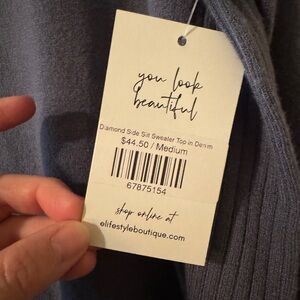 you look
beautiful
Diamond Side Slit Sweater Top in Denim
$44.50 / Medium
67875154
shop online at
elifestyleboutique.com